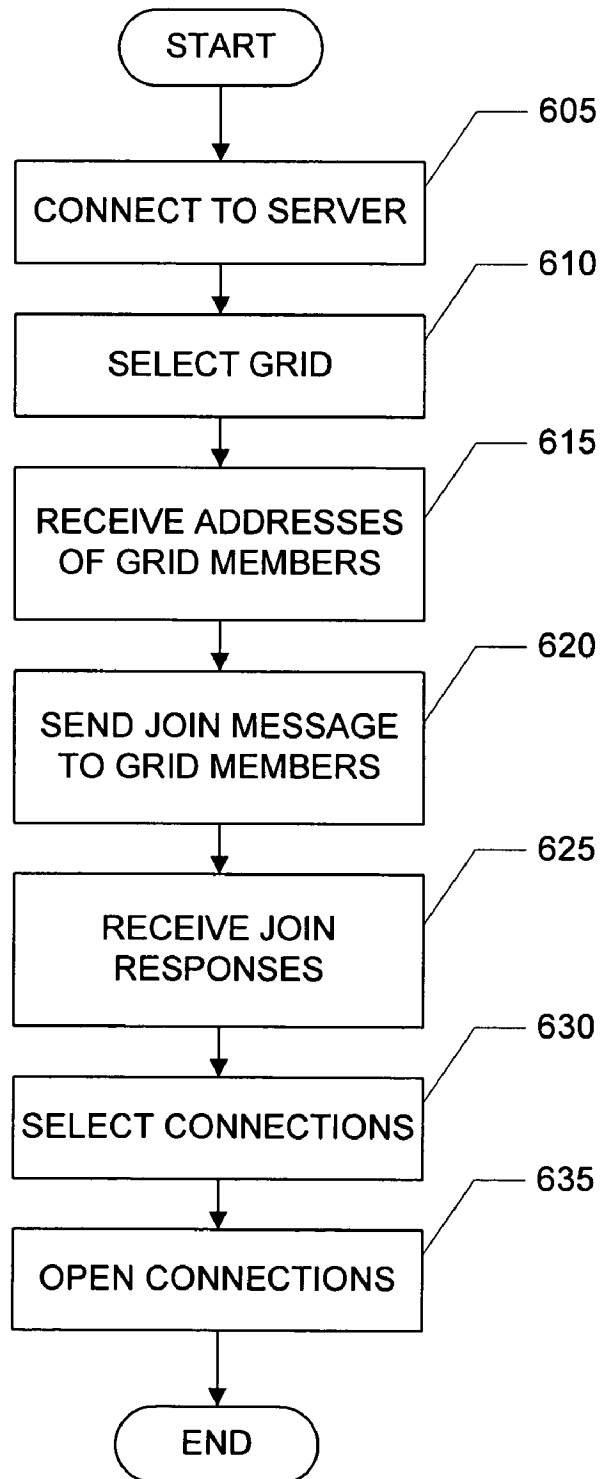 START
605
CONNECT TO SERVER
610
SELECT GRID
615
RECEIVE ADDRESSES
OF GRID MEMBERS
620
SEND JOIN MESSAGE
TO GRID MEMBERS
625
RECEIVE JOIN
RESPONSES
630
SELECT CONNECTIONS
635
OPEN CONNECTIONS
END